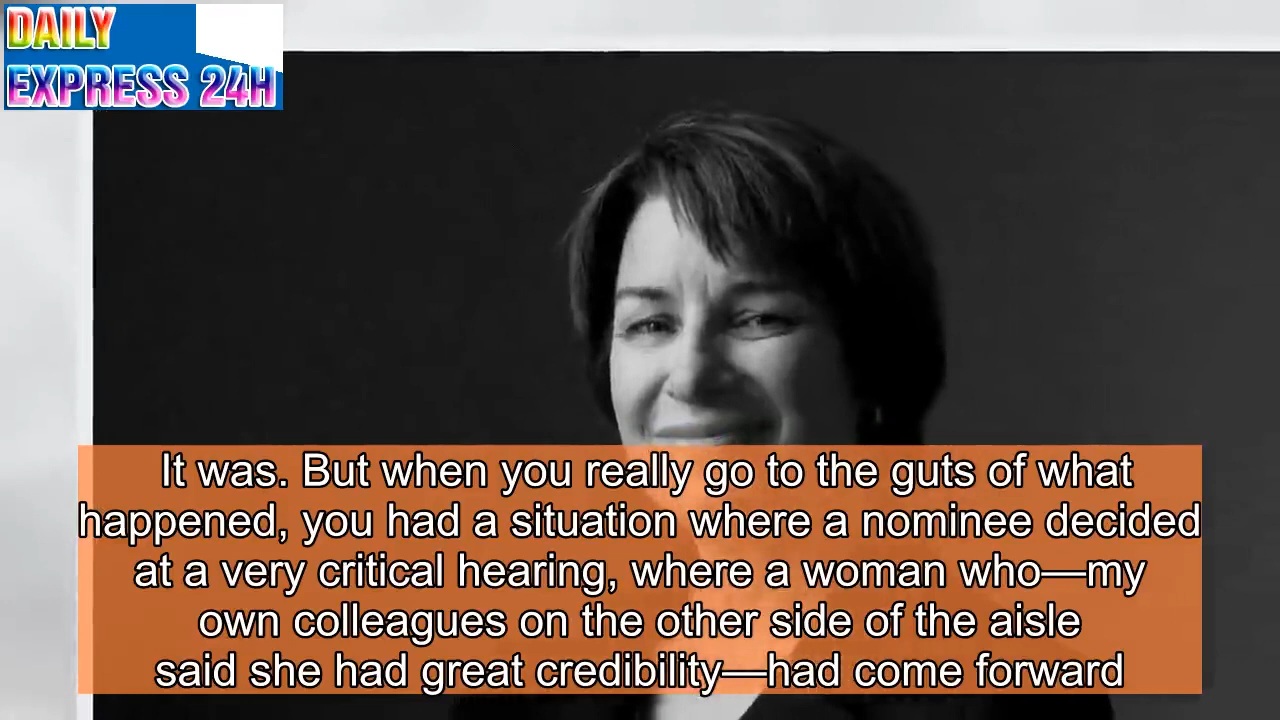 DAILY
EXPRESS 24H
It was. But when you really go to the guts of what
happened, you had a situation where a nominee decided
at a very critical hearing, where a woman who—my
own colleagues on the other side of the aisle
said she had great credibility—had come forward